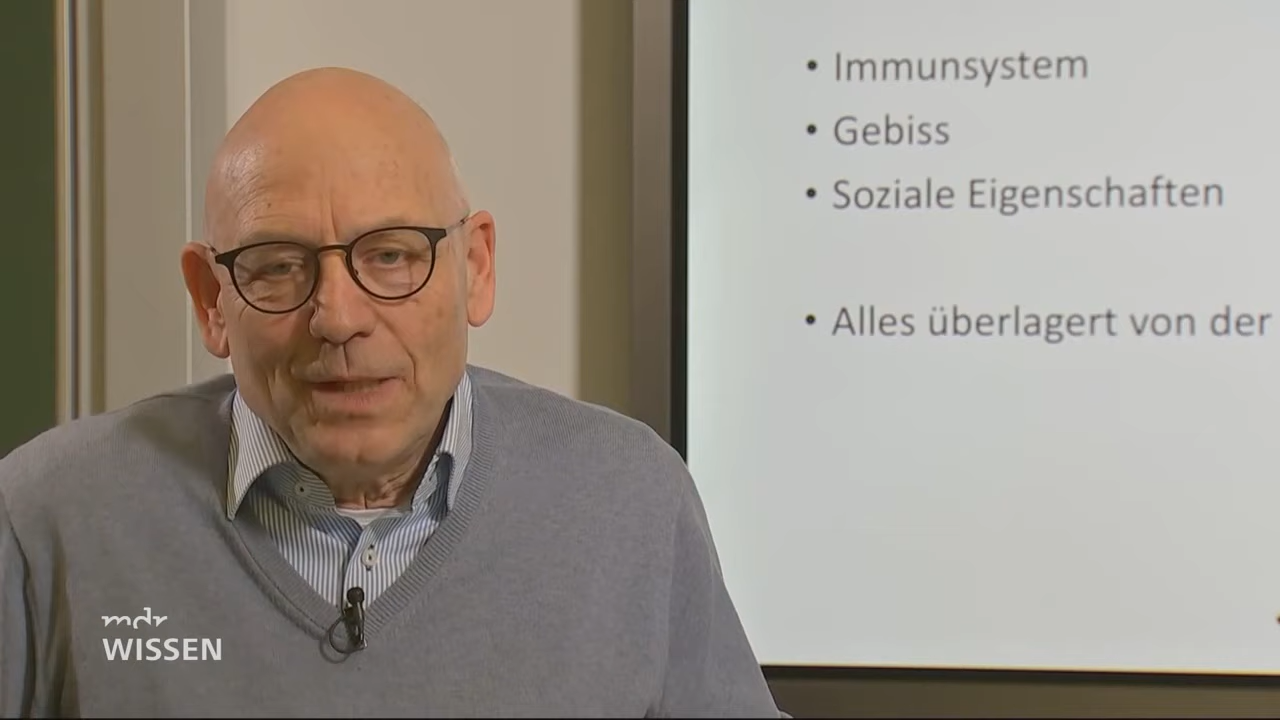 • Immunsystem
• Gebiss
• Soziale Eigenschaften
• Alles überlagert von der
mdr
WISSEN